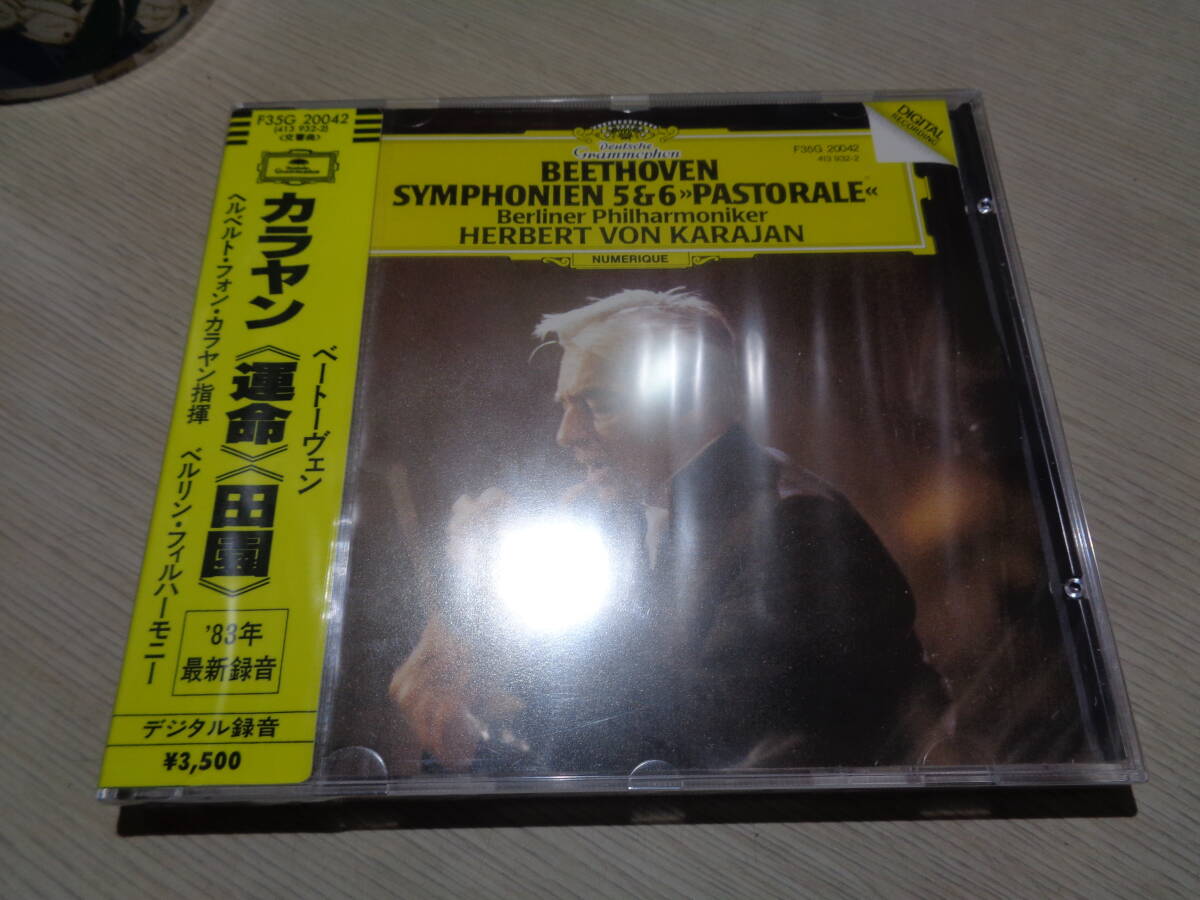 F35G 20042
(413 932-2)
〈交響曲〉
Deutsche
Grammophon
ベートーヴェン
カラヤン《運命》《田園》
ヘルベルト・フォン・カラヤン指揮 ベルリン・フィルハーモニー
'83年
最新録音
デジタル録音
¥3,500
Deutsche
Grammophon
BEETHOVEN
SYMPHONIEN 5&6 »PASTORALE«
Berliner Philharmoniker
HERBERT VON KARAJAN
NUMERIQUE
F35G 20042
413 932-2
DIGITAL
RECORDING